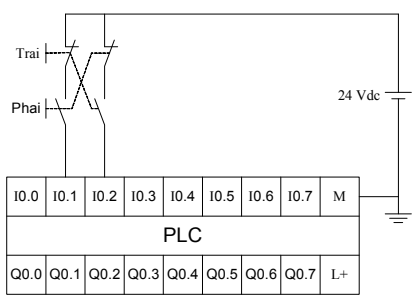 Trai
24 Vdc
Phai
I0.0 I0.1 I0.2 I0.3 I0.4 I0.5 I0.6 I0.7 M
PLC
Q0.0 Q0.1 Q0.2 Q0.3 Q0.4 Q0.5 Q0.6 Q0.7 L+